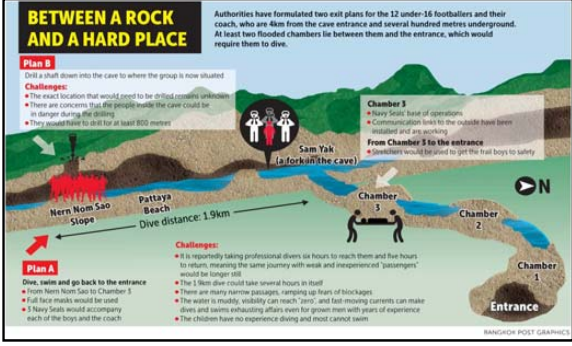 BETWEEN A ROCK
AND A HARD PLACE
Authorities have formulated two exit plans for the 12 under-16 footballers and their
coach, who are 4km from the cave entrance and several hundred metres underground.
At least two flooded chambers lie between them and the entrance, which would
require them to dive.
Plan B
Drill a shaft down into the cave to where the group is now situated
Challenges:
• The exact location that would need to be drilled remains unknown
• There are concerns that the people inside the cave could be
in danger during the drilling
• They would have to drill for at least 800 metres
Chamber 3
• Navy Seals' base of operations
• Communication links to the outside have been
installed and are working
From Chamber 3 to the entrance
• Stretchers would be used to get the frail boys to safety
Sam Yak
(a fork in the cave)
N
Nern Nom Sao
Slope
Pattaya
Beach
Dive distance: 1.9km
Chamber
3
Chamber
2
Chamber
1
Entrance
Plan A
Dive, swim and go back to the entrance
• From Nern Nom Sao to Chamber 3
• Full face masks would be used
• 3 Navy Seals would accompany
each of the boys and the coach
Challenges:
• It is reportedly taking professional divers six hours to reach them and five hours
to return, meaning the same journey with weak and inexperienced "passengers"
would be longer still
• The 1.9km dive could take several hours in itself
• There are many narrow passages, ramping up fears of blockages
• The water is muddy, visibility can reach "zero", and fast-moving currents can make
dives and swims exhausting affairs even for grown men with years of experience
• The children have no experience diving and most cannot swim
BANGKOK POST GRAPHICS